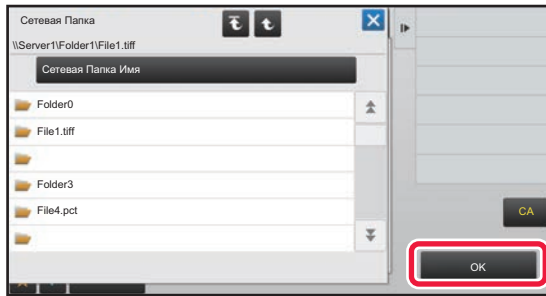 Сетевая Папка
\\Server1\Folder1\File1.tiff
Сетевая Папка Имя
Folder0
File1.tiff
Folder3
File4.pct
CA
OK